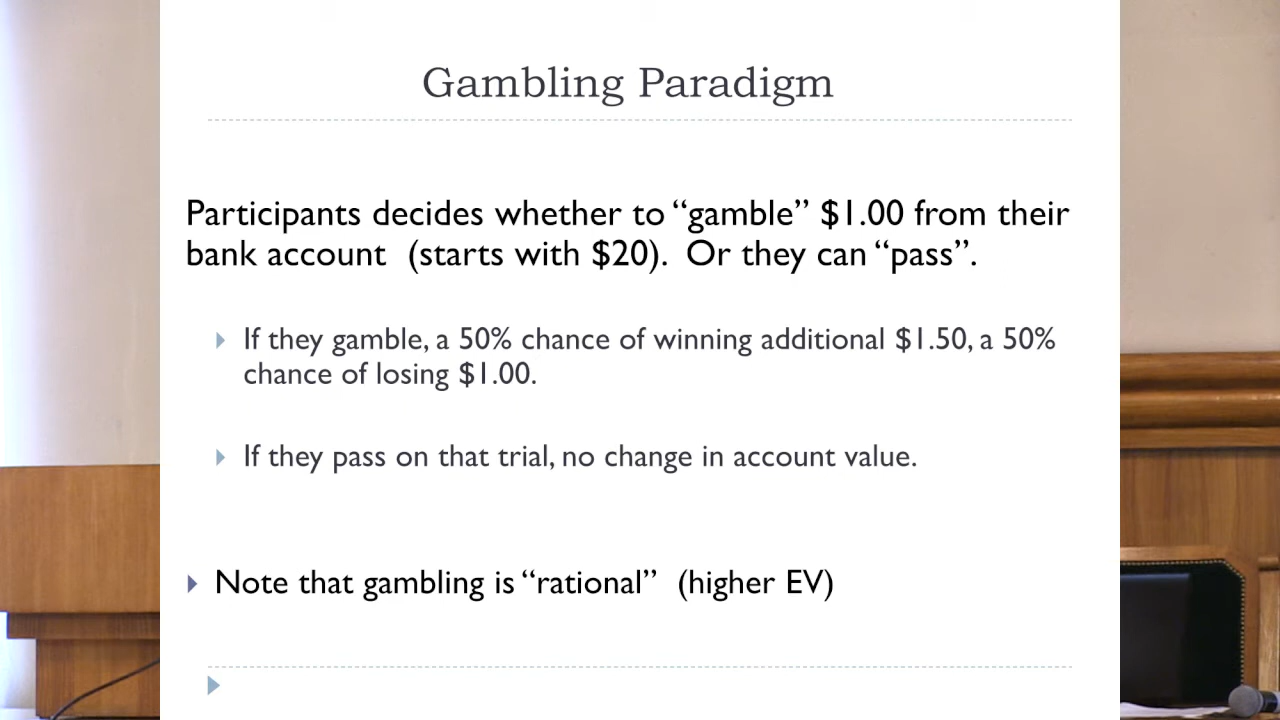 Gambling Paradigm
Participants decides whether to “gamble” $1.00 from their
bank account (starts with $20). Or they can “pass”.
If they gamble, a 50% chance of winning additional $1.50, a 50%
chance of losing $1.00.
If they pass on that trial, no change in account value.
Note that gambling is “rational” (higher EV)